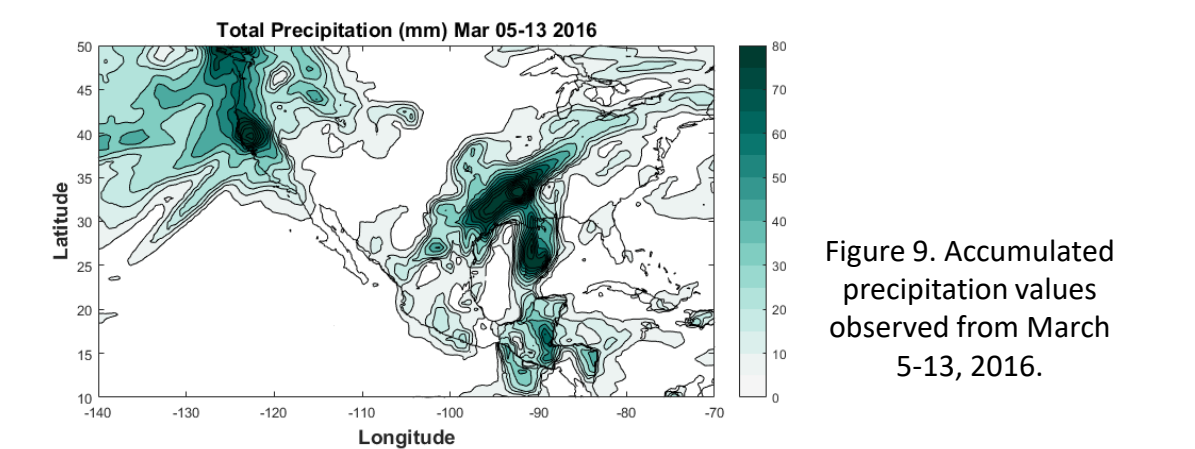 Total Precipitation (mm) Mar 05-13 2016
50
45
40
35
30
25
20
15
10
Latitude
-140 -130 -120 -110 -100 -90 -80 -70
Longitude
80
70
60
50
40
30
20
10
0
Figure 9. Accumulated
precipitation values
observed from March
5-13, 2016.